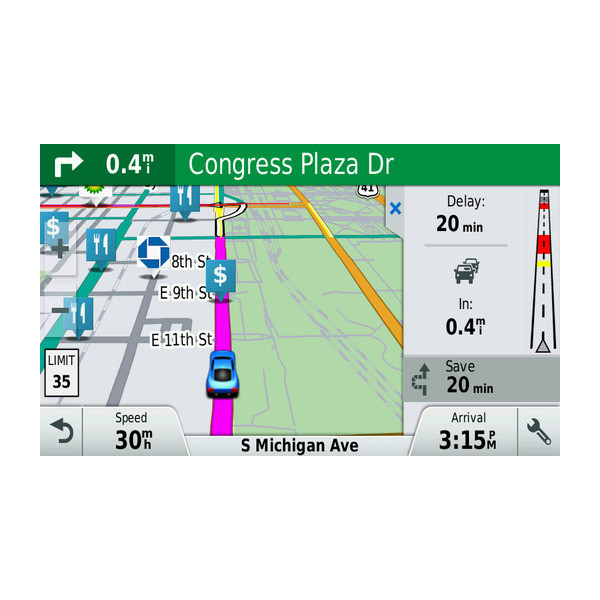 0.4 mi
Congress Plaza Dr
41
Delay:
20 min
$
8th St
$
E 9th St
In:
0.4 mi
E 11th St
LIMIT
35
Save
20 min
Speed
30 mh
S Michigan Ave
Arrival
3:15 PM